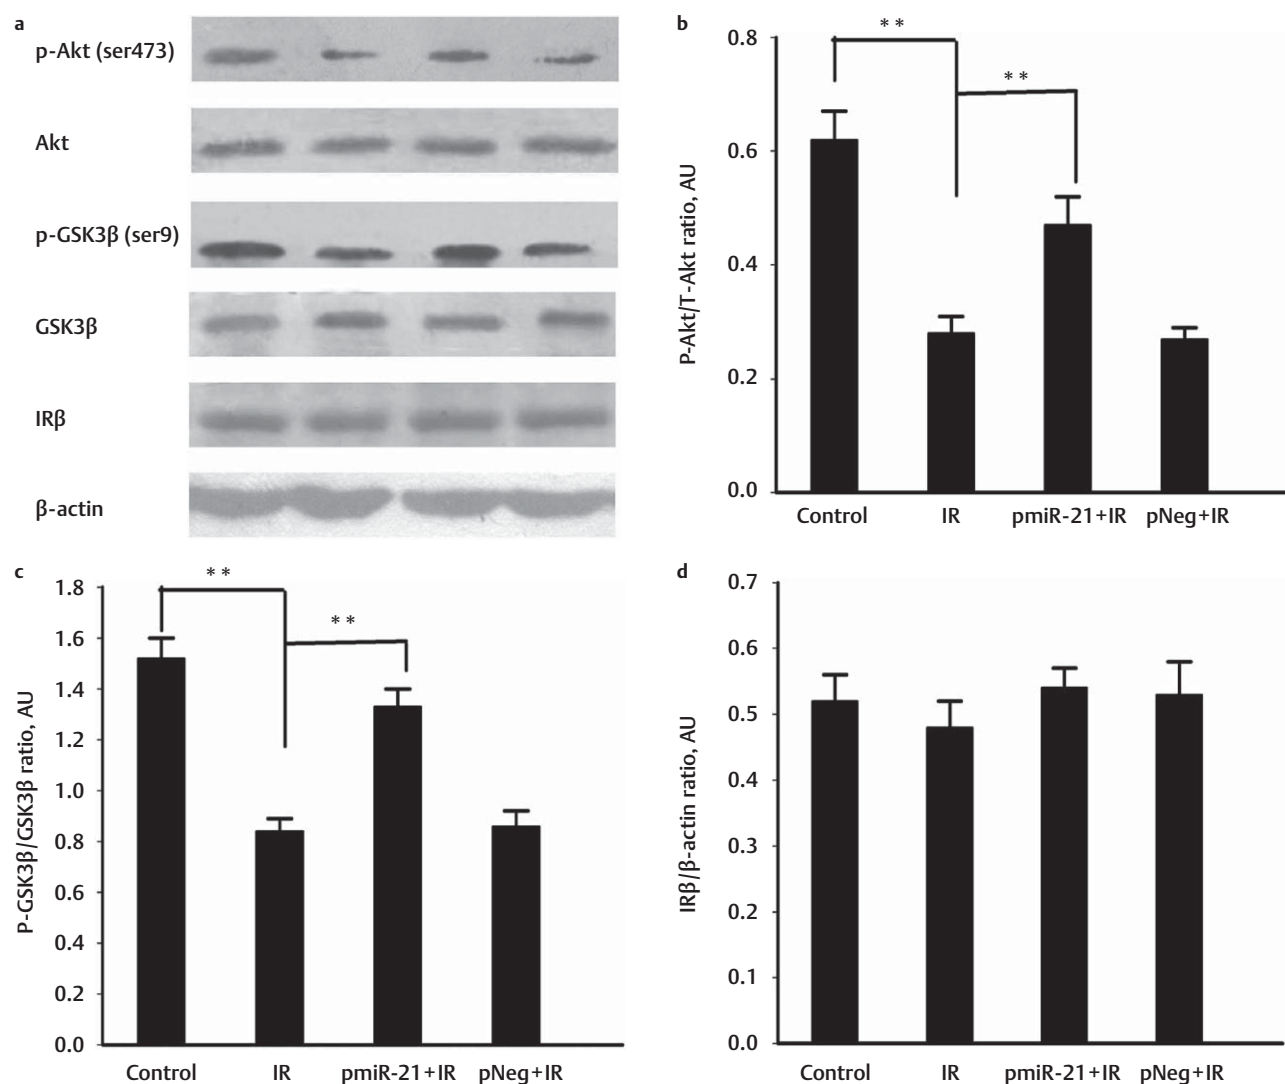 a
p-Akt (ser473)
Akt
p-GSK3β (ser9)
GSK3β
IRβ
β-actin
b
**
**
0.8
0.6
0.4
0.2
0.0
P-Akt/T-Akt ratio, AU
Control IR pmiR-21+IR pNeg+IR
c
**
**
1.8
1.6
1.4
1.2
1.0
0.8
0.6
0.4
0.2
0.0
P-GSK3β/GSK3β ratio, AU
Control IR pmiR-21+IR pNeg+IR
d
0.7
0.6
0.5
0.4
0.3
0.2
0.1
0.0
IRβ/β-actin ratio, AU
Control IR pmiR-21+IR pNeg+IR